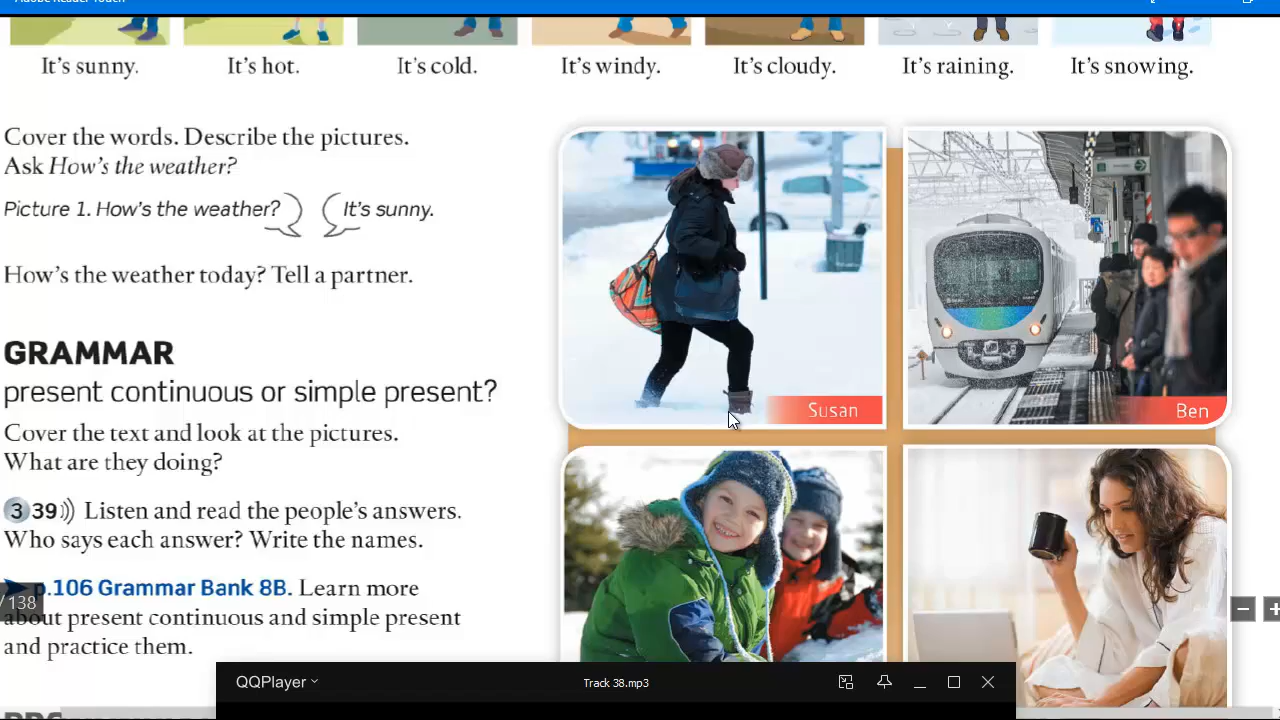 It's sunny.
It's hot.
It's cold.
It's windy.
It's cloudy.
It's raining.
It's snowing.
Cover the words. Describe the pictures.
Ask How's the weather?
Picture 1. How's the weather?
It's sunny.
How's the weather today? Tell a partner.
GRAMMAR
present continuous or simple present?
Cover the text and look at the pictures.
What are they doing?
3 39 Listen and read the people's answers.
Who says each answer? Write the names.
p.106 Grammar Bank 8B. Learn more
about present continuous and simple present
and practice them.
/138
Susan
Ben
QQPlayer
Track 38.mp3